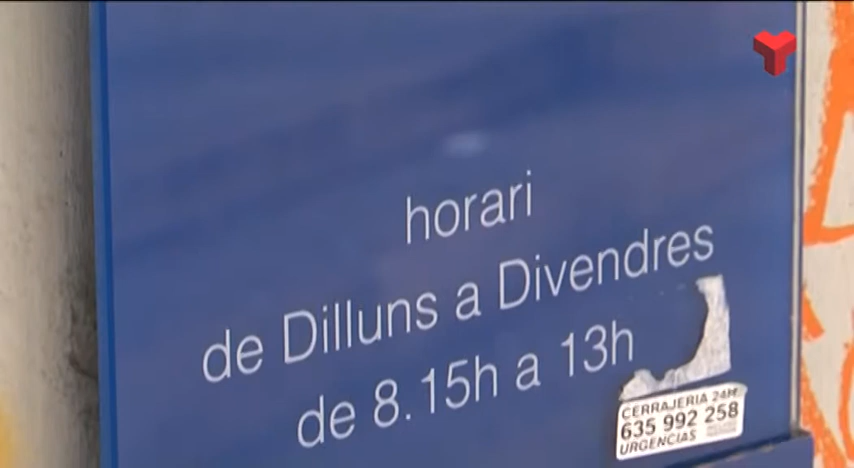 horari
de Dilluns a Divendres
de 8.15h a 13h
CERRAJERIA 24H.
635 992 258
URGENCIAS